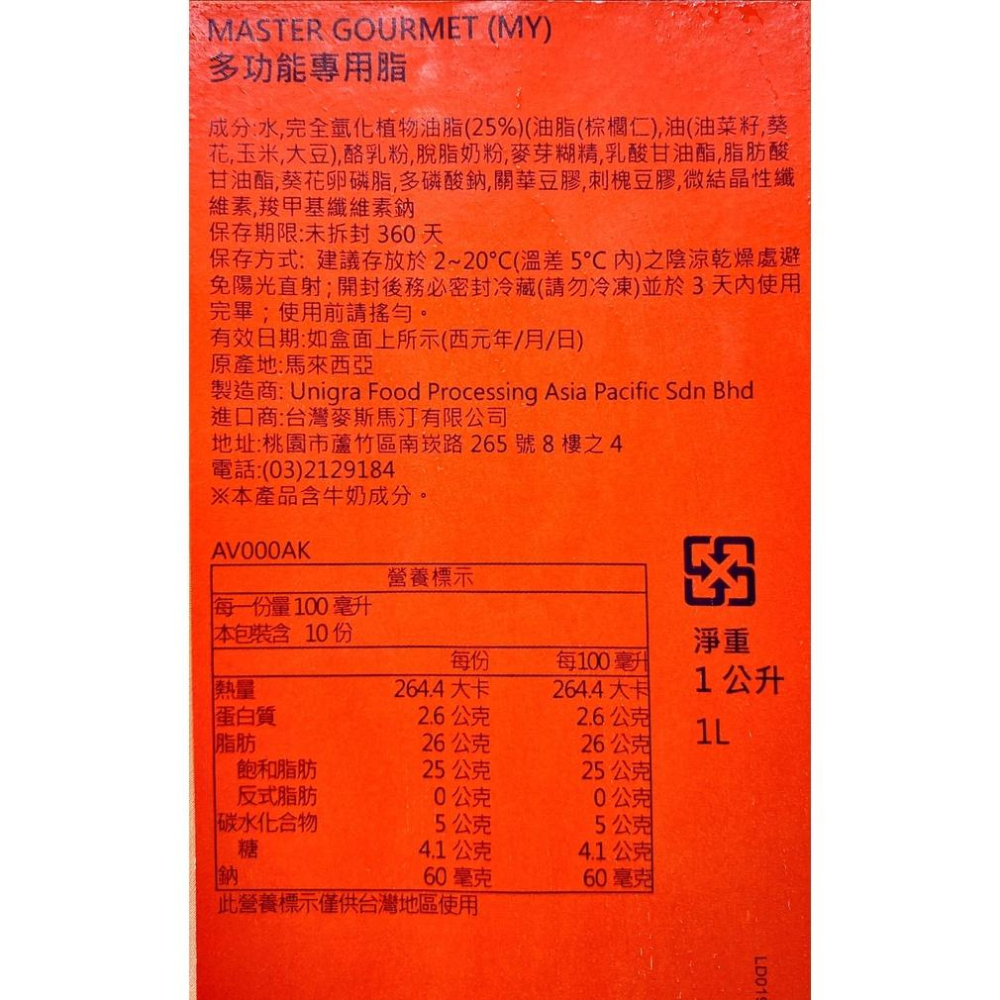 MASTER GOURMET (MY)
多功能專用脂
成分:水,完全氫化植物油脂(25%)(油脂(棕櫚仁),油(油菜籽,葵
花,玉米,大豆),酪乳粉,脫脂奶粉,麥芽糊精,乳酸甘油酯,脂肪酸
甘油酯,葵花卵磷脂,多磷酸鈉,關華豆膠,刺槐豆膠,微結晶性纖
維素,羧甲基纖維素鈉
保存期限:未拆封 360 天
保存方式: 建議存放於 2~20°C(溫差 5°C 內)之陰涼乾燥處避
免陽光直射;開封後務必密封冷藏(請勿冷凍)並於 3 天內使用
完畢;使用前請搖勻。
有效日期:如盒面上所示(西元年/月/日)
原產地:馬來西亞
製造商: Unigra Food Processing Asia Pacific Sdn Bhd
進口商:台灣麥斯馬汀有限公司
地址:桃園市蘆竹區南崁路 265 號 8 樓之 4
電話:(03)2129184
※本產品含牛奶成分。
AV000AK
營養標示
每一份量 100 毫升
本包裝含 10 份
每份 每100 毫升
熱量 264.4 大卡 264.4 大卡
蛋白質 2.6 公克 2.6 公克
脂肪 26 公克 26 公克
飽和脂肪 25 公克 25 公克
反式脂肪 0 公克 0 公克
碳水化合物 5 公克 5 公克
糖 4.1 公克 4.1 公克
鈉 60 毫克 60 毫克
此營養標示僅供台灣地區使用
淨重
1 公升
1L